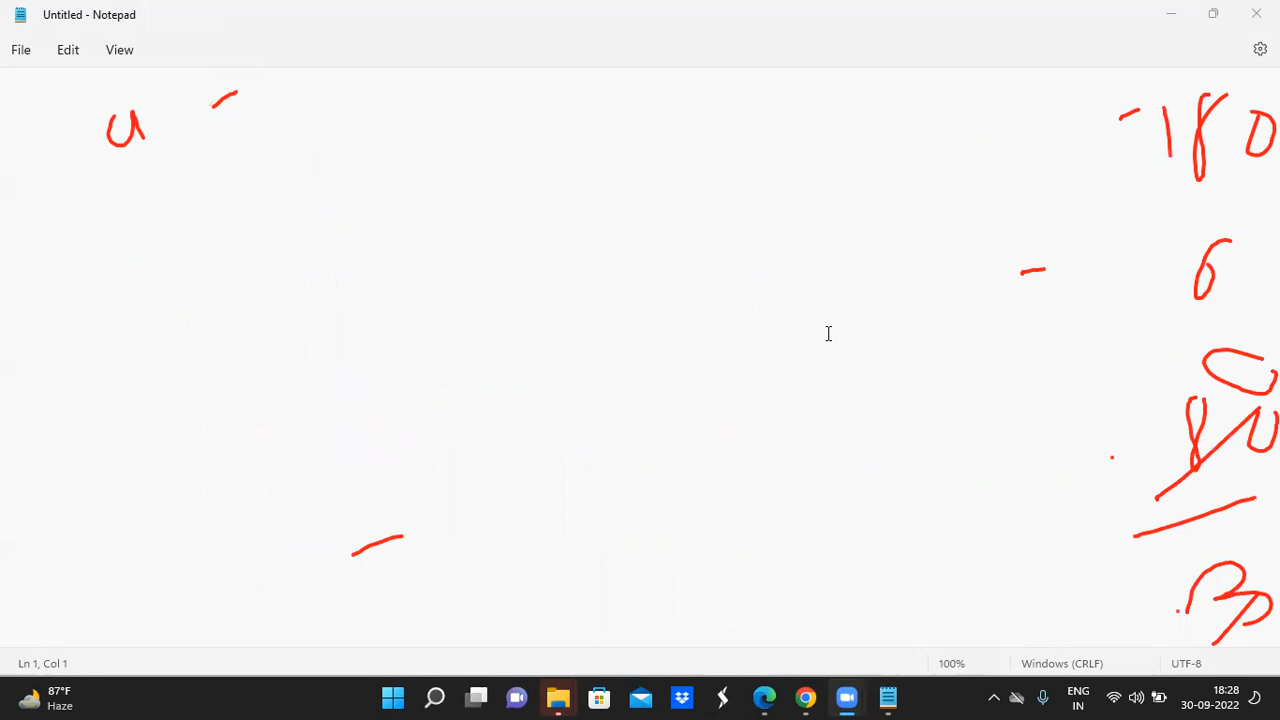 Untitled - Notepad
File Edit View
u -
- 180
- 6
0
80
Ln 1, Col 1 100% Windows (CRLF) UTF-8
87°F
Haze
ENG
IN
18:28
30-09-2022